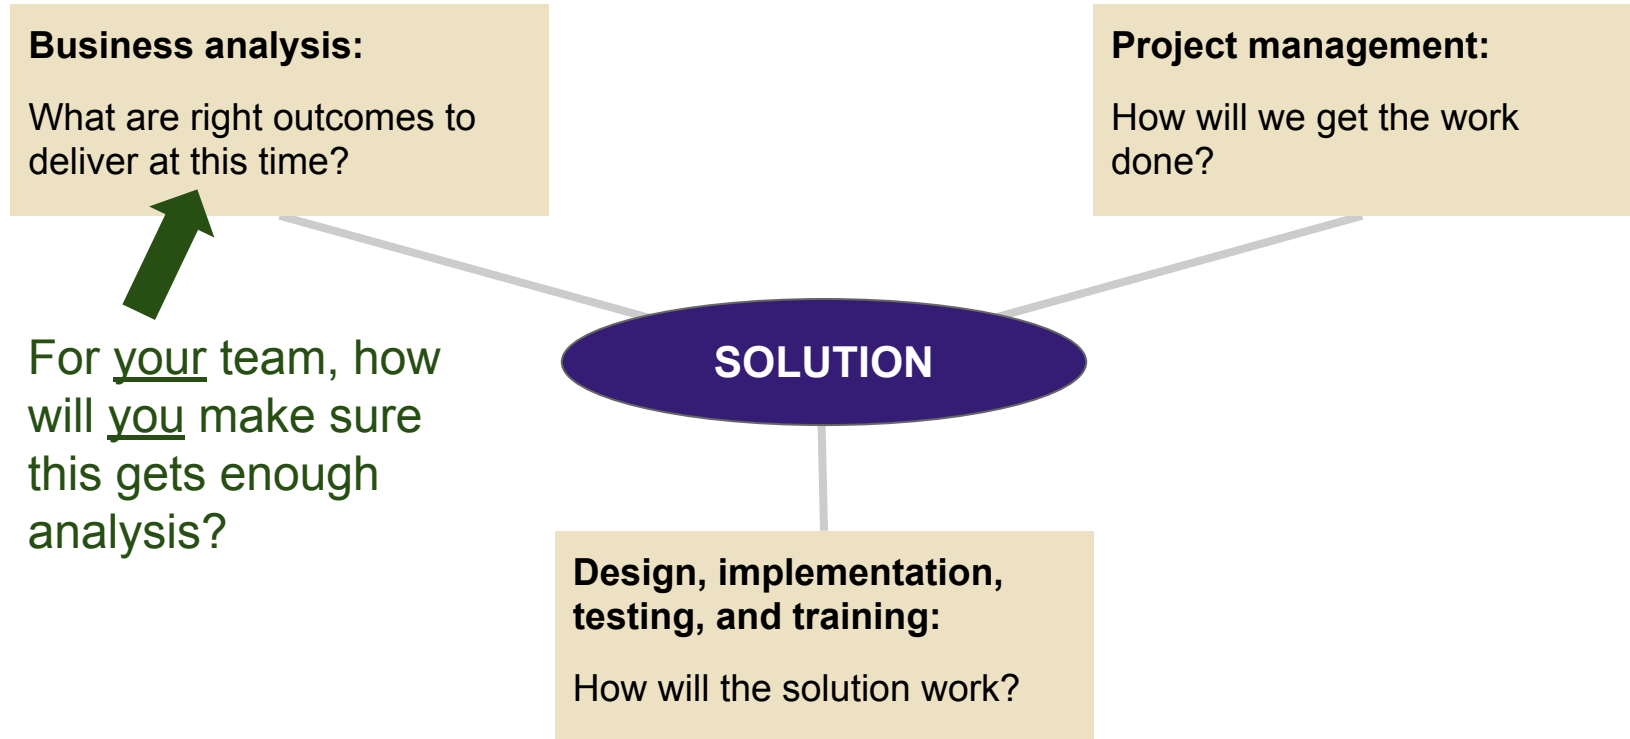 Business analysis:
What are right outcomes to
deliver at this time?
Project management:
How will we get the work
done?
SOLUTION
For your team, how
will you make sure
this gets enough
analysis?
Design, implementation,
testing, and training:
How will the solution work?